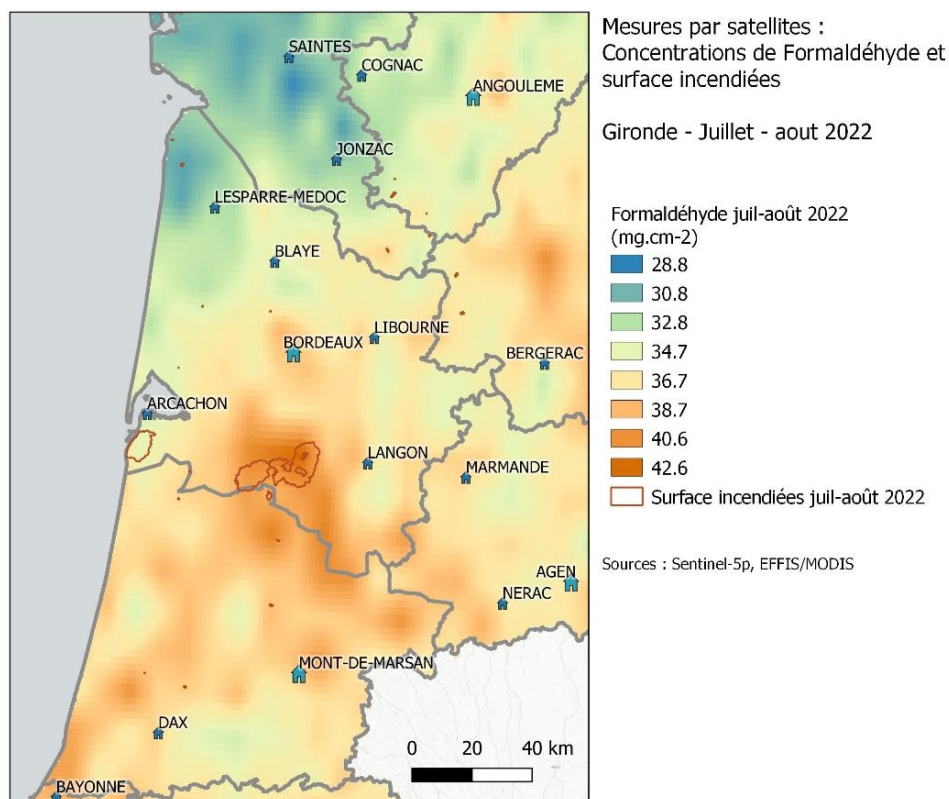 Mesures par satellites :
Concentrations de Formaldéhyde et
surface incendiées
Gironde - Juillet - aout 2022
Formaldéhyde juil-août 2022
(mg.cm-2)
28.8
30.8
32.8
34.7
36.7
38.7
40.6
42.6
Surface incendiées juil-août 2022
Sources : Sentinel-5p, EFFIS/MODIS
SAINTES
COGNAC
ANGOULEME
JONZAC
LESPARRE-MEDOC
BLAYE
LIBOURNE
BORDEAUX
BERGERAC
ARCACHON
LANGON
MARMANDE
AGEN
NERAC
MONT-DE-MARSAN
DAX
0 20 40 km
BAYONNE